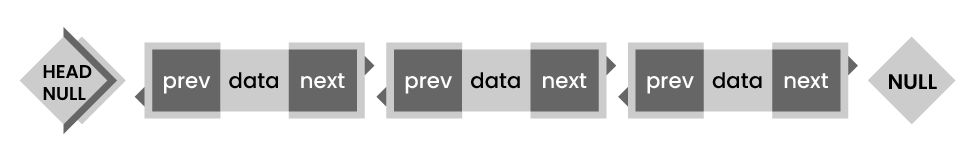 HEAD
NULL
prev data next
prev data next
prev data next
NULL